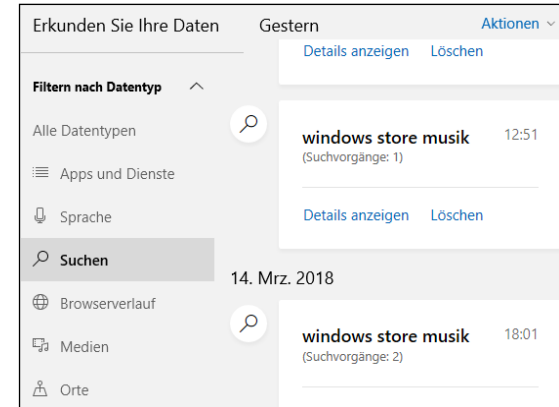 Erkunden Sie Ihre Daten
Filtern nach Datentyp
Alle Datentypen
Apps und Dienste
Sprache
Suchen
Browserverlauf
Medien
Orte
Gestern
Aktionen
Details anzeigen Löschen
windows store musik 12:51
(Suchvorgänge: 1)
Details anzeigen Löschen
14. Mrz. 2018
windows store musik 18:01
(Suchvorgänge: 2)